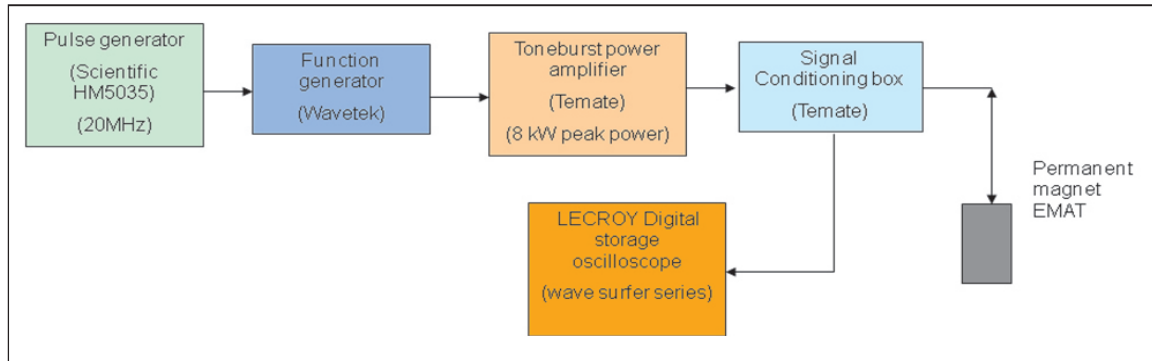 Pulse generator
(Scientific
HM5035)
(20MHz)
Function
generator
(Wavetek)
Toneburst power
amplifier
(Temate)
(8 kW peak power)
Signal
Conditioning box
(Temate)
Permanent
magnet
EMAT
LECROY Digital
storage
oscilloscope
(wave surfer series)